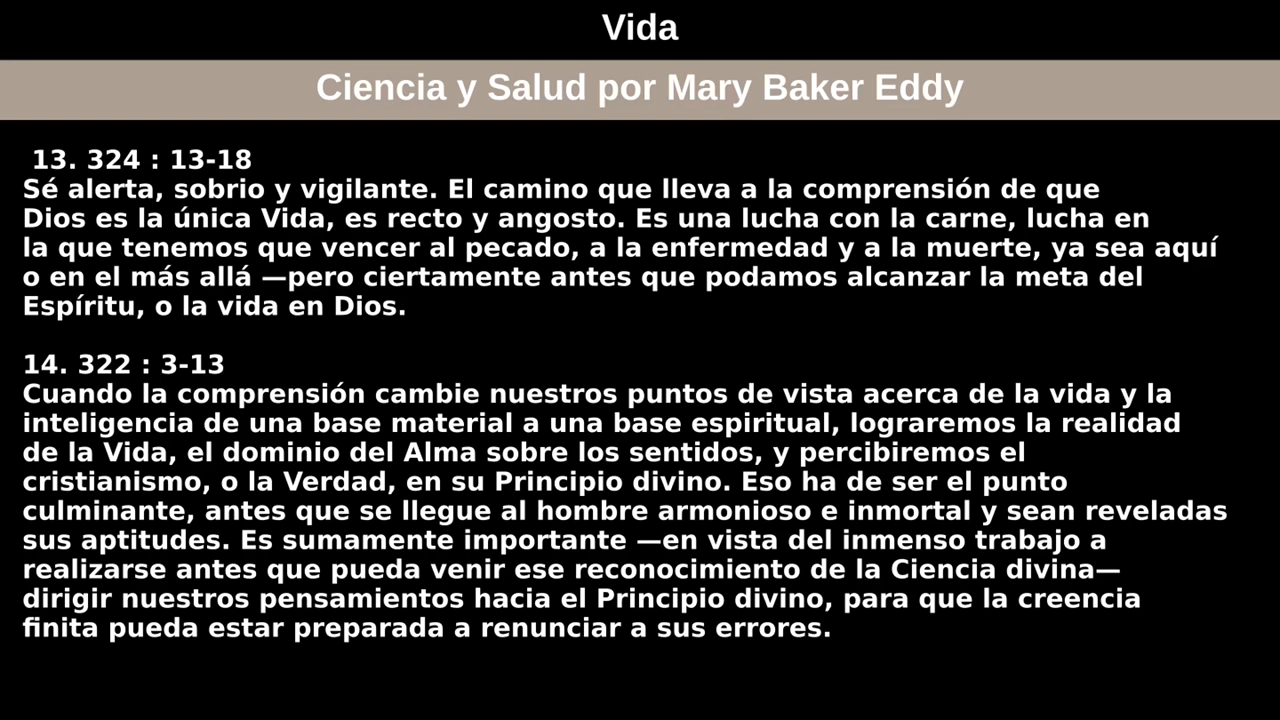 Vida
Ciencia y Salud por Mary Baker Eddy
13. 324 : 13-18
Sé alerta, sobrio y vigilante. El camino que lleva a la comprensión de que
Dios es la única Vida, es recto y angosto. Es una lucha con la carne, lucha en
la que tenemos que vencer al pecado, a la enfermedad y a la muerte, ya sea aquí
o en el más allá —pero ciertamente antes que podamos alcanzar la meta del
Espíritu, o la vida en Dios.
14. 322 : 3-13
Cuando la comprensión cambie nuestros puntos de vista acerca de la vida y la
inteligencia de una base material a una base espiritual, lograremos la realidad
de la Vida, el dominio del Alma sobre los sentidos, y percibiremos el
cristianismo, o la Verdad, en su Principio divino. Eso ha de ser el punto
culminante, antes que se llegue al hombre armonioso e inmortal y sean reveladas
sus aptitudes. Es sumamente importante —en vista del inmenso trabajo a
realizarse antes que pueda venir ese reconocimiento de la Ciencia divina—
dirigir nuestros pensamientos hacia el Principio divino, para que la creencia
finita pueda estar preparada a renunciar a sus errores.